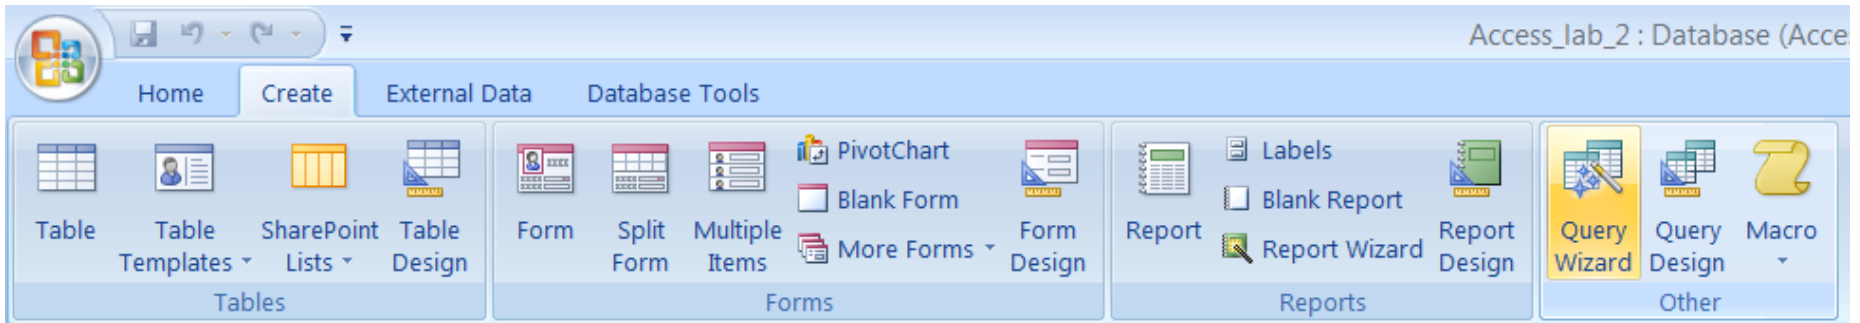 Access_lab_2 : Database (Acce
Home Create External Data Database Tools
Table
Table Templates
SharePoint Lists
Table Design
Tables
Form
Split Form
Multiple Items
PivotChart
Blank Form
More Forms
Form Design
Forms
Report
Labels
Blank Report
Report Wizard
Report Design
Reports
Query Wizard
Query Design
Macro
Other